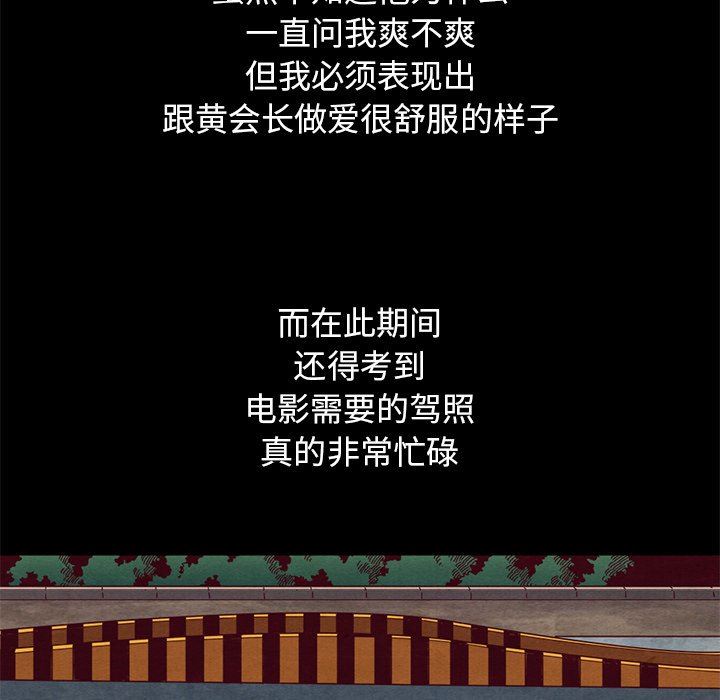 一直问我爽不爽
但我必须表现出
跟黄会长做爱很舒服的样子
而在此期间
还得考到
电影需要的驾照
真的非常忙碌